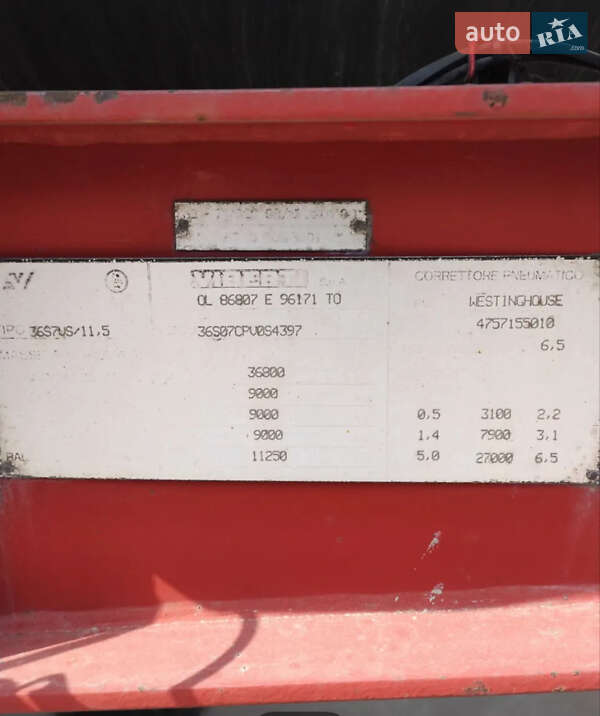 auto RIA .com
VIBERTI S.p.A.
CORRETTORE PNEUMATICO
OL 86807 E 96171 TO
WESTINGHOUSE
36S7VS/11,5
36S07CPV0S4397
4757155010
6,5
36800
9000
9000 0,5 3100 2,2
9000 1,4 7900 3,1
11250 5,0 27000 6,5